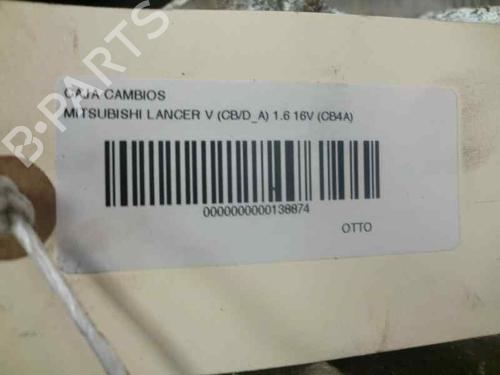 B-PARTS
CAJA CAMBIOS
MITSUBISHI LANCER V (CB/D_A) 1.6 16V (CB4A)
0000000000138874
OTTO